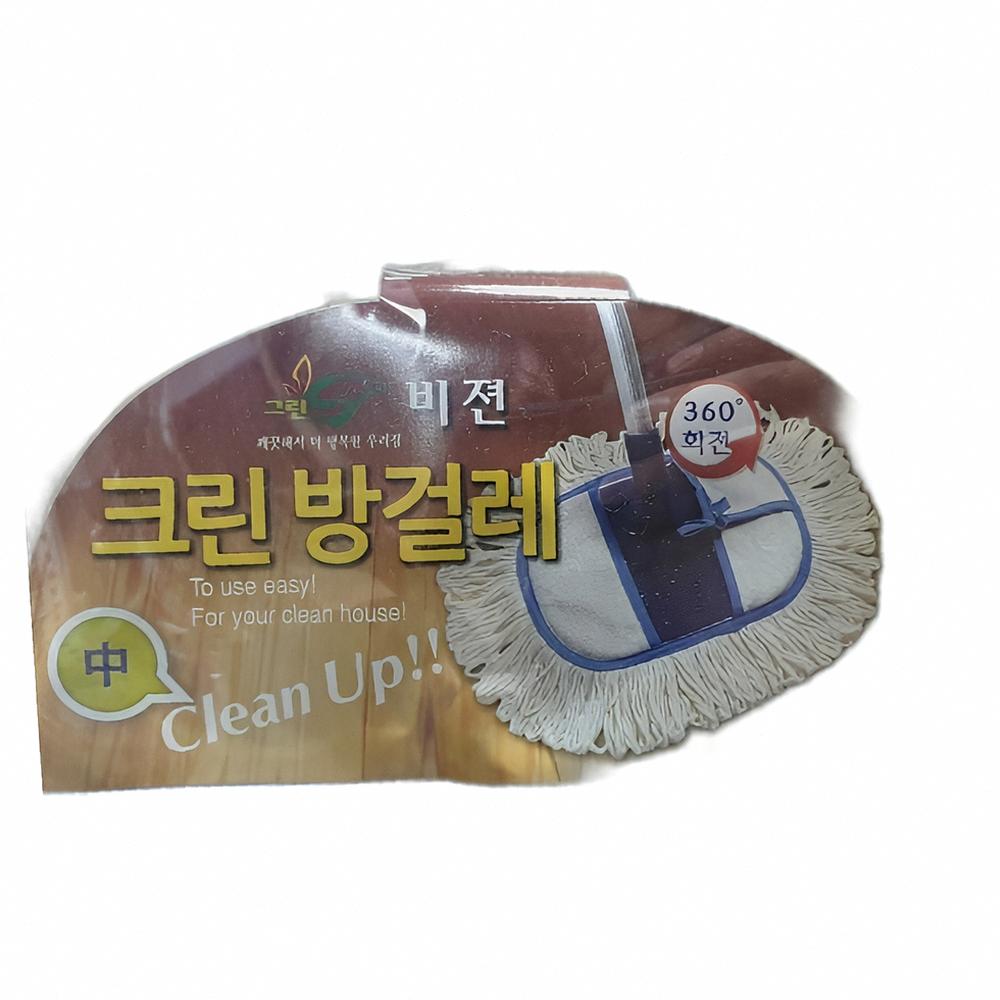 그린 비젼
깨끗해서 더 행복한 우리집
크린 방걸레
To use easy!
For your clean house!
中
Clean Up!!
360°
회전